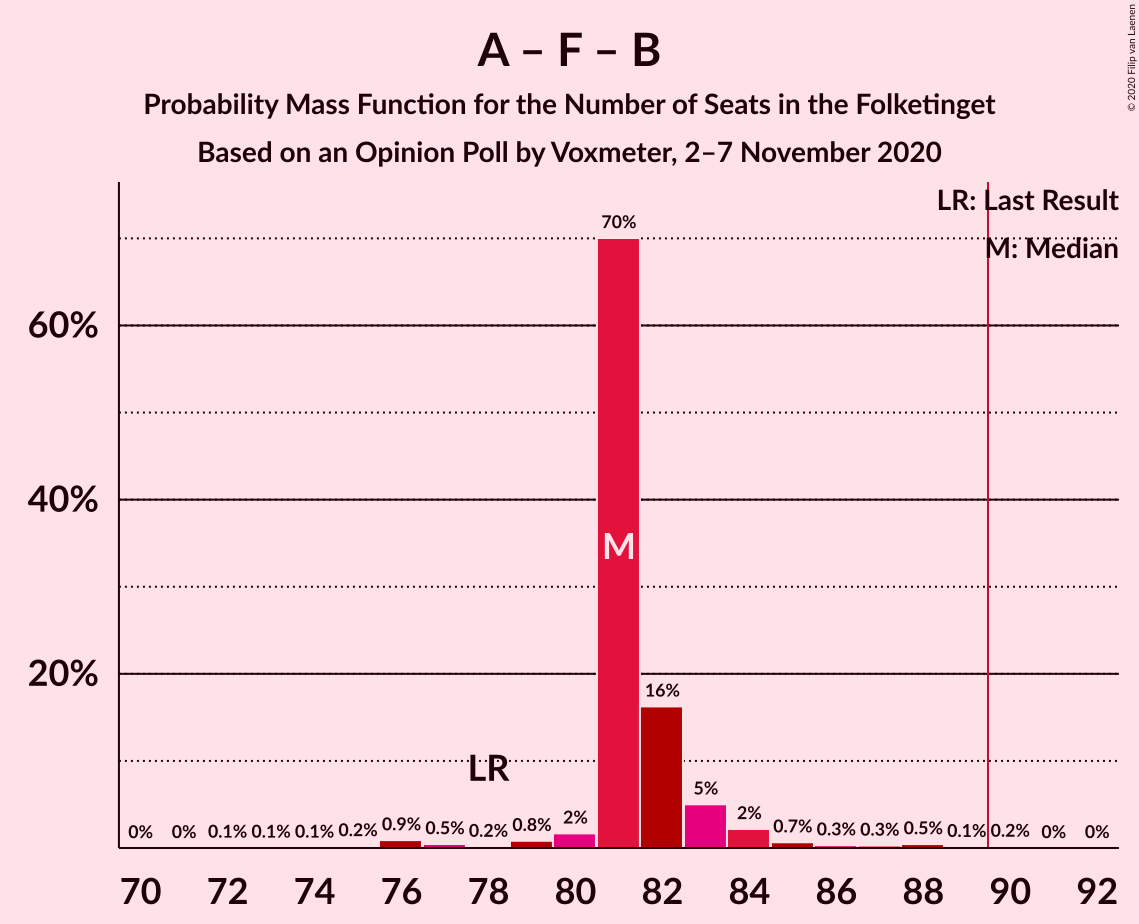 A – F – B
Probability Mass Function for the Number of Seats in the Folketinget
Based on an Opinion Poll by Voxmeter, 2–7 November 2020
© 2020 Filip van Laenen
LR: Last Result
M: Median
60%
40%
20%
M
LR
0% 0% 0.1% 0.1% 0.1% 0.2% 0.9% 0.5% 0.2% 0.8% 2% 70% 16% 5% 2% 0.7% 0.3% 0.3% 0.5% 0.1% 0.2% 0% 0%
70 72 74 76 78 80 82 84 86 88 90 92